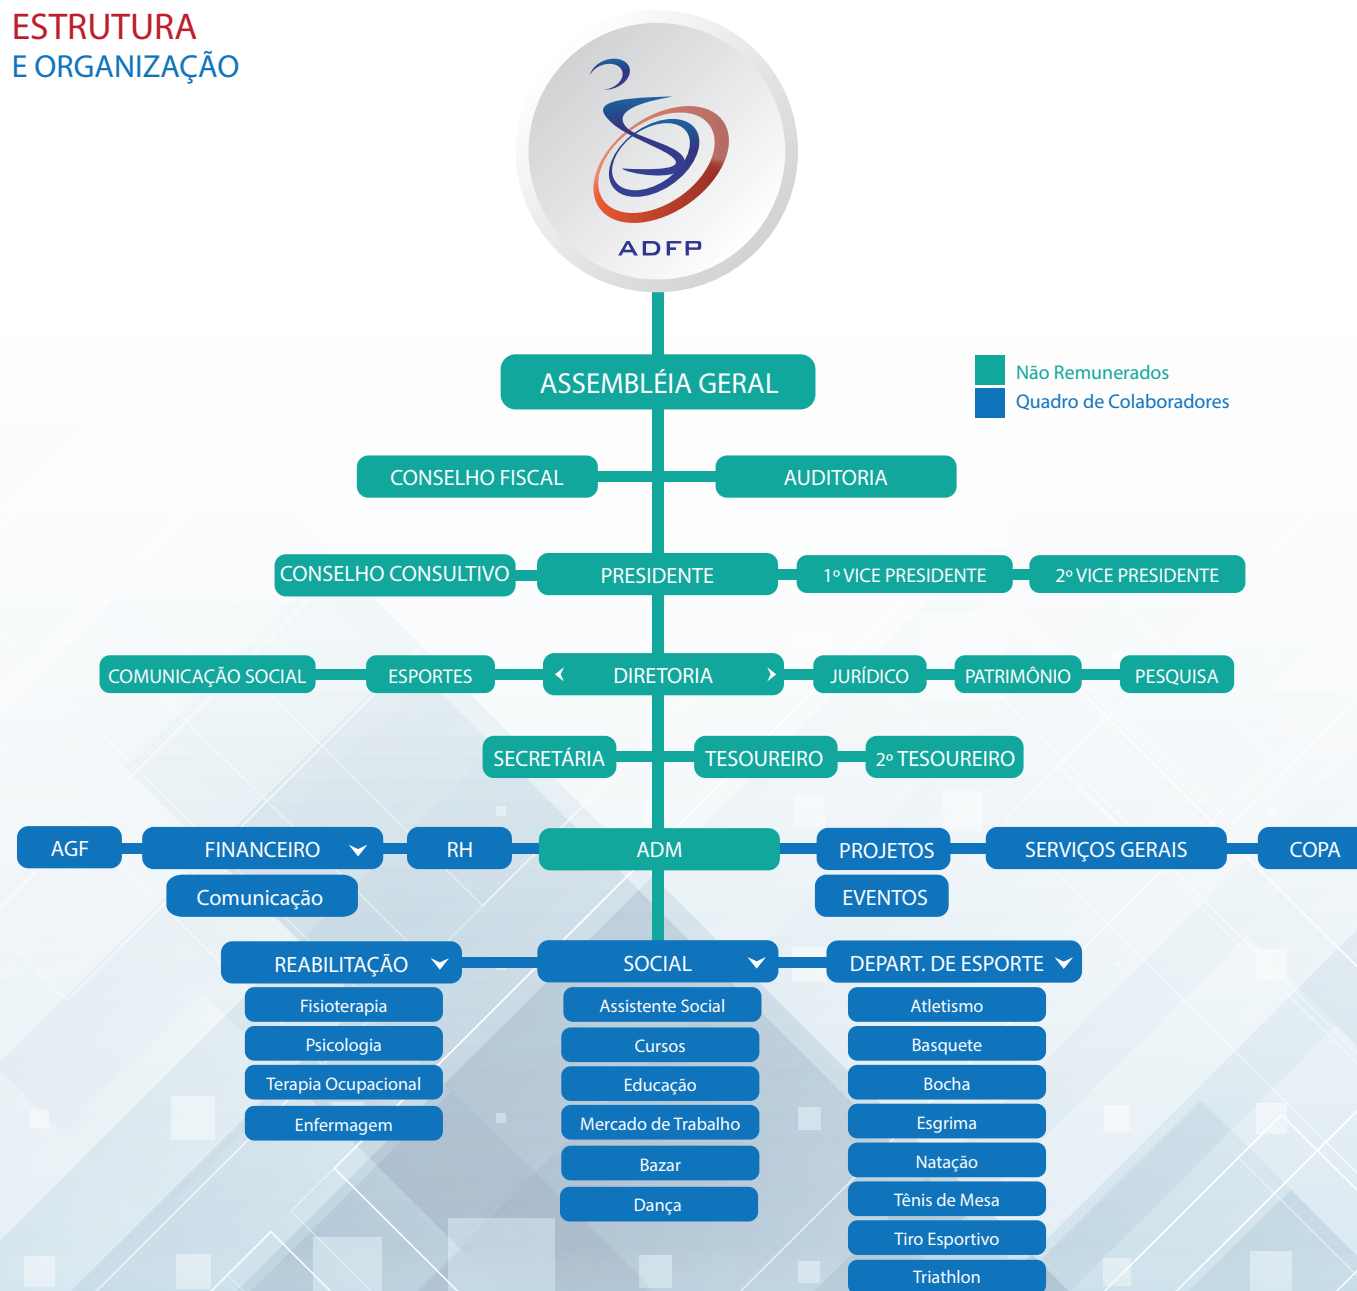 ESTRUTURA
E ORGANIZAÇÃO
ADFP
ASSEMBLÉIA GERAL
Não Remunerados
Quadro de Colaboradores
CONSELHO FISCAL
AUDITORIA
CONSELHO CONSULTIVO
PRESIDENTE
1º VICE PRESIDENTE
2º VICE PRESIDENTE
COMUNICAÇÃO SOCIAL
ESPORTES
DIRETORIA
JURÍDICO
PATRIMÔNIO
PESQUISA
SECRETÁRIA
TESOUREIRO
2º TESOUREIRO
AGF
FINANCEIRO
RH
ADM
PROJETOS
SERVIÇOS GERAIS
COPA
Comunicação
EVENTOS
REABILITAÇÃO
SOCIAL
DEPART. DE ESPORTE
Fisioterapia
Psicologia
Terapia Ocupacional
Enfermagem
Assistente Social
Cursos
Educação
Mercado de Trabalho
Bazar
Dança
Atletismo
Basquete
Bocha
Esgrima
Natação
Tênis de Mesa
Tiro Esportivo
Triathlon